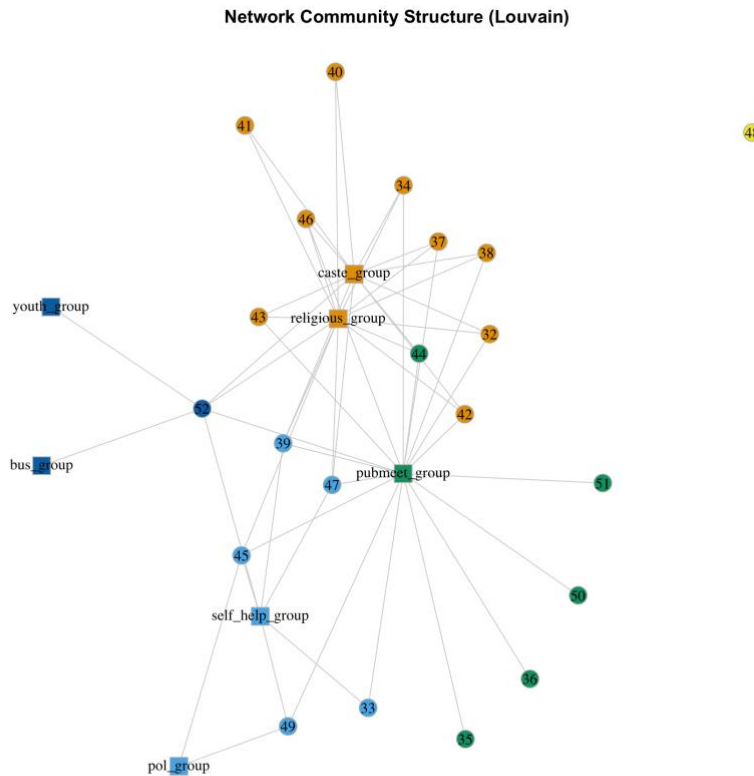 Network Community Structure (Louvain)
40
41
48
34
46
37
38
caste_group
youth_group
43
religious_group
32
44
52
42
39
bus_group
pubmeet_group
47
51
45
50
self_help_group
36
33
49
35
pol_group